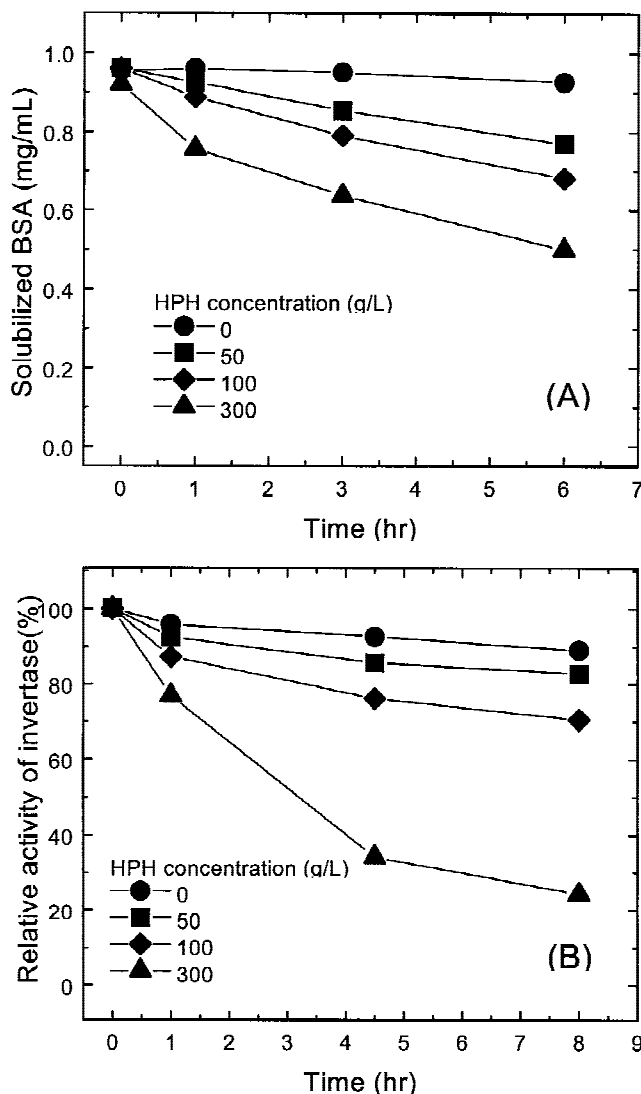 1.0
0.8
0.6
0.4
0.2
0.0
Solubilized BSA (mg/mL)
HPH concentration (g/L)
0
50
100
300
(A)
0 1 2 3 4 5 6 7
Time (hr)
100
80
60
40
20
0
Relative activity of invertase(%)
HPH concentration (g/L)
0
50
100
300
(B)
0 1 2 3 4 5 6 7 8 9
Time (hr)